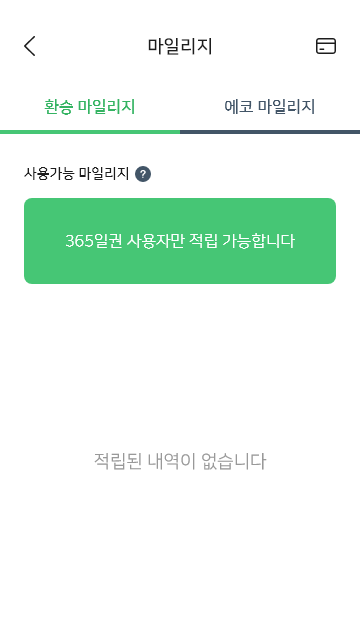 마일리지
환승 마일리지
에코 마일리지
사용가능 마일리지 ?
365일권 사용자만 적립 가능합니다
적립된 내역이 없습니다